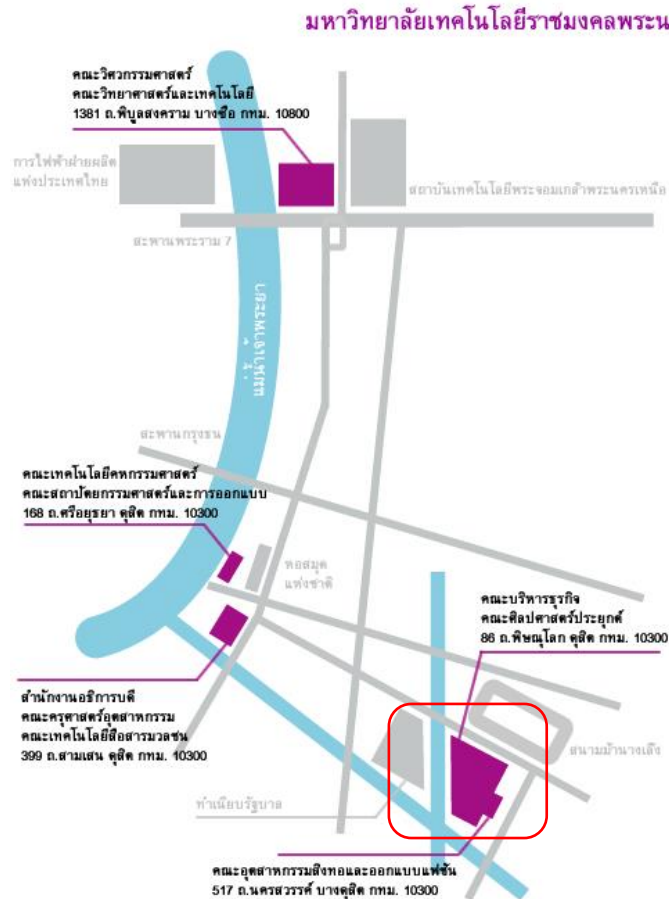 มหาวิทยาลัยเทคโนโลยีราชมงคลพระน
คณะวิศวกรรมศาสตร์
คณะวิทยาศาสตร์และเทคโนโลยี
1381 ถ.พิบูลสงคราม บางซื่อ กทม. 10800
การไฟฟ้าฝ่ายผลิต
แห่งประเทศไทย
สถาบันเทคโนโลยีพระจอมเกล้าพระนครเหนือ
สะพานพระราม 7
แม่น้ำเจ้าพระยา
สะพานกรุงธน
คณะเทคโนโลยีคหกรรมศาสตร์
คณะสถาปัตยกรรมศาสตร์และการออกแบบ
168 ถ.ศรีอยุธยา ดุสิต กทม. 10300
หอสมุด
แห่งชาติ
คณะบริหารธุรกิจ
คณะศิลปศาสตร์ประยุกต์
86 ถ.พิษณุโลก ดุสิต กทม. 10300
สำนักงานอธิการบดี
คณะครุศาสตร์อุตสาหกรรม
คณะเทคโนโลยีสื่อสารมวลชน
399 ถ.สามเสน ดุสิต กทม. 10300
สนามม้านางเลิ้ง
ทำเนียบรัฐบาล
คณะอุตสาหกรรมสิ่งทอและออกแบบแฟชั่น
517 ถ.นครสวรรค์ บางดุสิต กทม. 10300